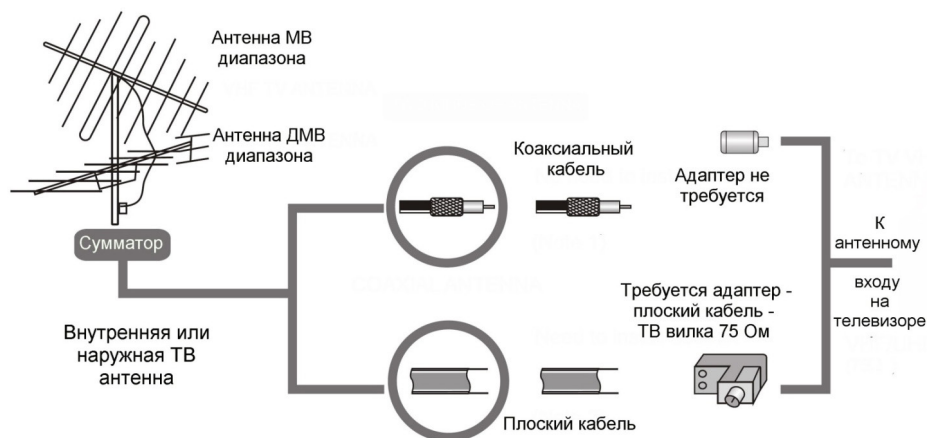 Антенна МВ
диапазона
Антенна ДМВ
диапазона
Сумматор
Внутренняя или
наружная ТВ
антенна
Коаксиальный
кабель
Плоский кабель
Адаптер не
требуется
Требуется адаптер -
плоский кабель -
ТВ вилка 75 Ом
К
антенному
входу
на
телевизоре